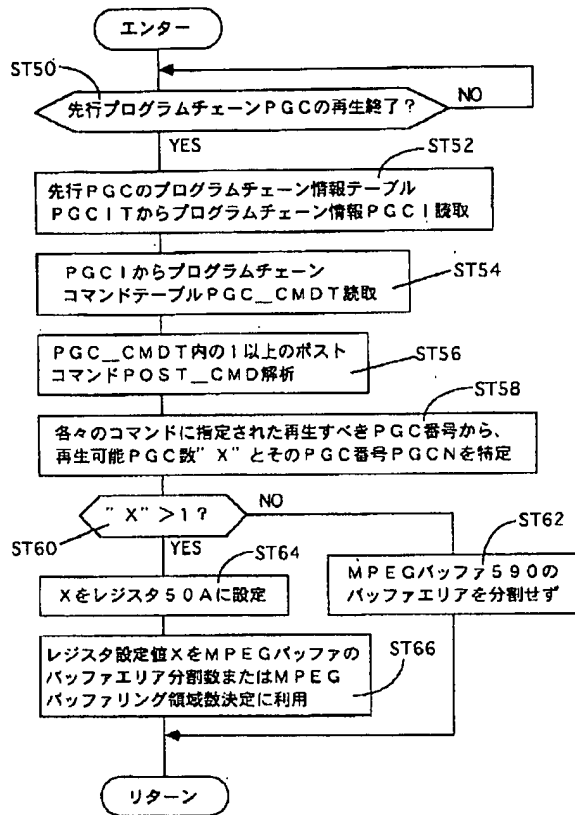 エンター
ST50
先行プログラムチェーンPGCの再生終了?
NO
YES
ST52
先行PGCのプログラムチェーン情報テーブル
PGCITからプログラムチェーン情報PGCI読取
PGCIからプログラムチェーン
コマンドテーブルPGC__CMDT読取
ST54
PGC__CMDT内の1以上のポスト
コマンドPOST__CMD解析
ST56
ST58
各々のコマンドに指定された再生すべきPGC番号から、
再生可能PGC数"X"とそのPGC番号PGCNを特定
"X">1?
NO
ST60
YES
ST62
MPEGバッファ590の
バッファエリアを分割せず
ST64
Xをレジスタ50Aに設定
レジスタ設定値XをMPEGバッファの
バッファエリア分割数またはMPEG
バッファリング領域数決定に利用
ST66
リターン